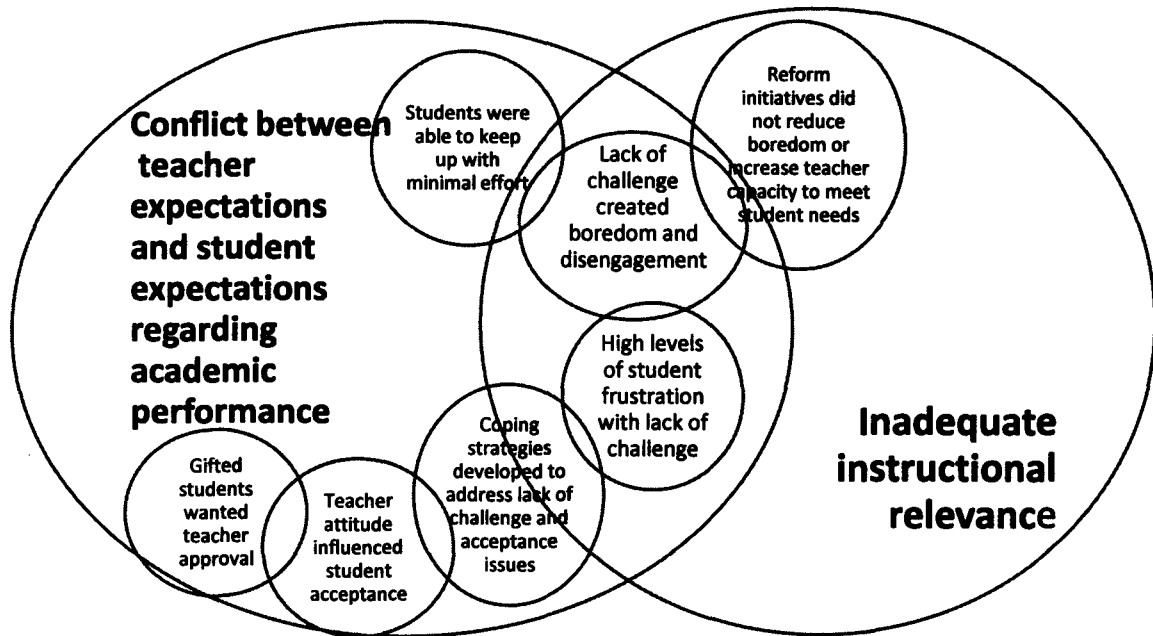 Conflict between
teacher
expectations
and student
expectations
regarding
academic
performance
Students were
able to keep
up with
minimal effort
Lack of
challenge
created
boredom and
disengagement
Reform
initiatives did
not reduce
boredom or
increase teacher
capacity to meet
student needs
High levels
of student
frustration
with lack of
challenge
Coping
strategies
developed to
address lack of
challenge and
acceptance
issues
Gifted
students
wanted
teacher
approval
Teacher
attitude
influenced
student
acceptance
Inadequate
instructional
relevance